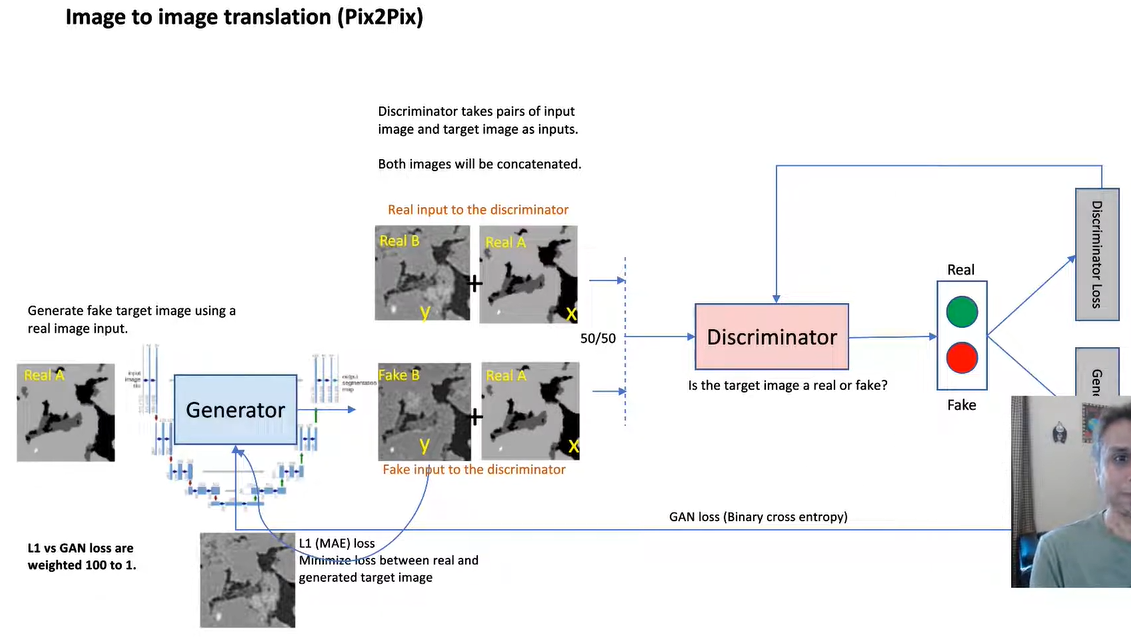 Image to image translation (Pix2Pix)
Discriminator takes pairs of input
image and target image as inputs.
Both images will be concatenated.
Real input to the discriminator
Real B
y
+
Real A
x
Generate fake target image using a
real image input.
Real A
input
image
output
segmentation
map
Generator
Fake B
y
+
Real A
x
Fake input to the discriminator
50/50
Discriminator
Is the target image a real or fake?
Real
Fake
Discriminator Loss
Gene
GAN loss (Binary cross entropy)
L1 vs GAN loss are
weighted 100 to 1.
L1 (MAE) loss
Minimize loss between real and
generated target image